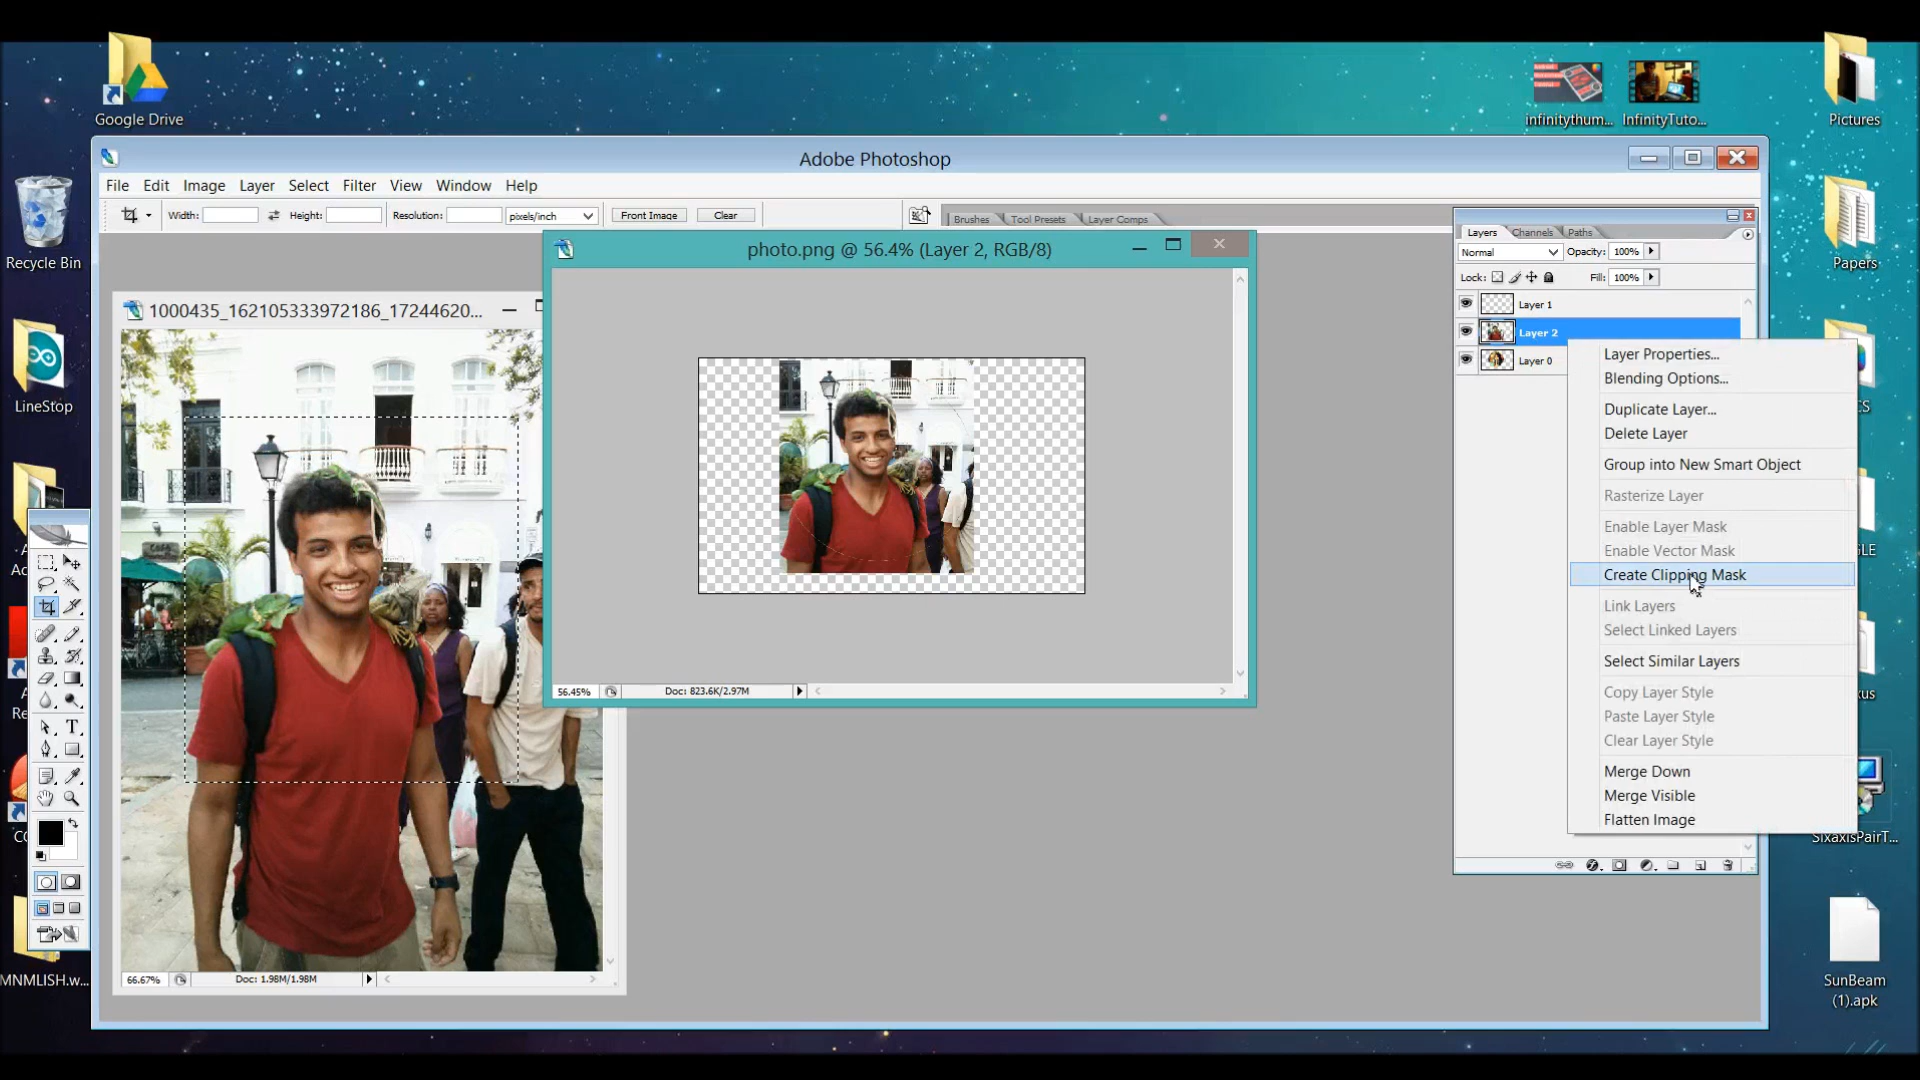 Google Drive
infinitythum...
InfinityTuto...
Pictures
Adobe Photoshop
File Edit Image Layer Select Filter View Window Help
Width: Height: Resolution: pixels/inch Front Image Clear
Brushes Tool Presets Layer Comps
Recycle Bin
Papers
photo.png @ 56.4% (Layer 2, RGB/8)
Layers Channels Paths
Normal Opacity: 100%
Lock: Fill: 100%
Layer 1
Layer 2
Layer 0
1000435_162105333972186_17244620...
LineStop
Layer Properties...
Blending Options...
Duplicate Layer...
Delete Layer
Group into New Smart Object
Rasterize Layer
Enable Layer Mask
Enable Vector Mask
Create Clipping Mask
Link Layers
Select Linked Layers
Select Similar Layers
Copy Layer Style
Paste Layer Style
Clear Layer Style
Merge Down
Merge Visible
Flatten Image
56.45% Doc: 823.6K/2.97M
66.67% Doc: 1.98M/1.98M
SixaxisPairT...
MNMLISH.w...
SunBeam
(1).apk